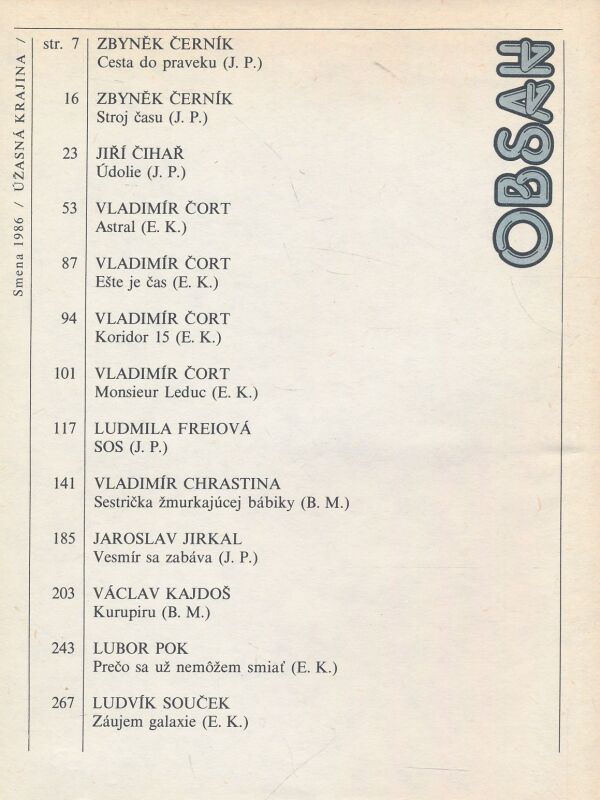 OBSAH
Smena 1986 / ÚŽASNÁ KRAJINA /
str. 7 ZBYNĚK ČERNÍK
Cesta do praveku (J. P.)
16 ZBYNĚK ČERNÍK
Stroj času (J. P.)
23 JIŘÍ ČIHAŘ
Údolie (J. P.)
53 VLADIMÍR ČORT
Astral (E. K.)
87 VLADIMÍR ČORT
Ešte je čas (E. K.)
94 VLADIMÍR ČORT
Koridor 15 (E. K.)
101 VLADIMÍR ČORT
Monsieur Leduc (E. K.)
117 LUDMILA FREIOVÁ
SOS (J. P.)
141 VLADIMÍR CHRASTINA
Sestrička žmurkajúcej bábiky (B. M.)
185 JAROSLAV JIRKAL
Vesmír sa zabáva (J. P.)
203 VÁCLAV KAJDOŠ
Kurupiru (B. M.)
243 LUBOR POK
Prečo sa už nemôžem smiať (E. K.)
267 LUDVÍK SOUČEK
Záujem galaxie (E. K.)